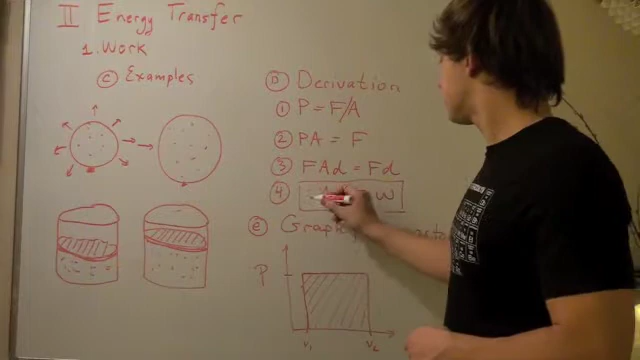 II Energy Transfer
1. Work
C Examples
D Derivation
1 P = F/A
2 PA = F
3 FAd = Fd
4 = W
e Graph
P
V₁ V₂